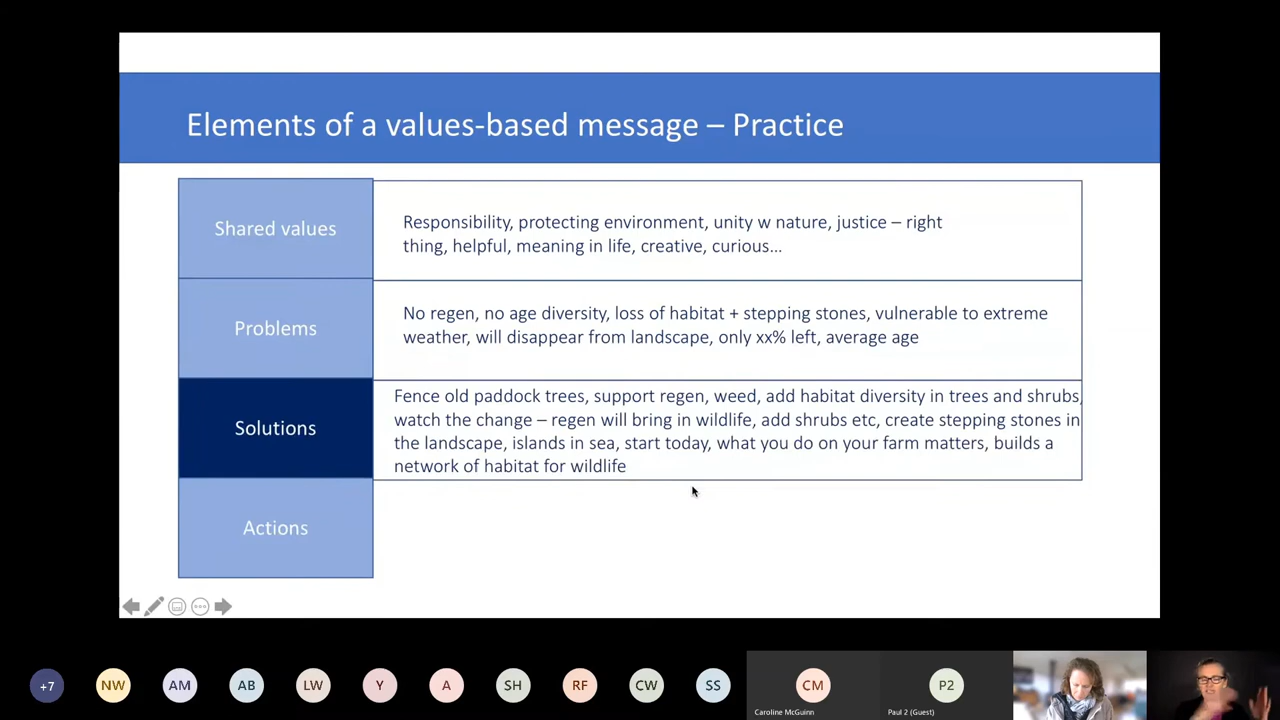 Elements of a values-based message – Practice
Shared values
Responsibility, protecting environment, unity w nature, justice – right
thing, helpful, meaning in life, creative, curious...
Problems
No regen, no age diversity, loss of habitat + stepping stones, vulnerable to extreme
weather, will disappear from landscape, only xx% left, average age
Solutions
Fence old paddock trees, support regen, weed, add habitat diversity in trees and shrubs,
watch the change – regen will bring in wildlife, add shrubs etc, create stepping stones in
the landscape, islands in sea, start today, what you do on your farm matters, builds a
network of habitat for wildlife
Actions
+7
NW
AM
AB
LW
Y
A
SH
RF
CW
SS
CM
Caroline McGuinn
P2
Paul 2 (Guest)